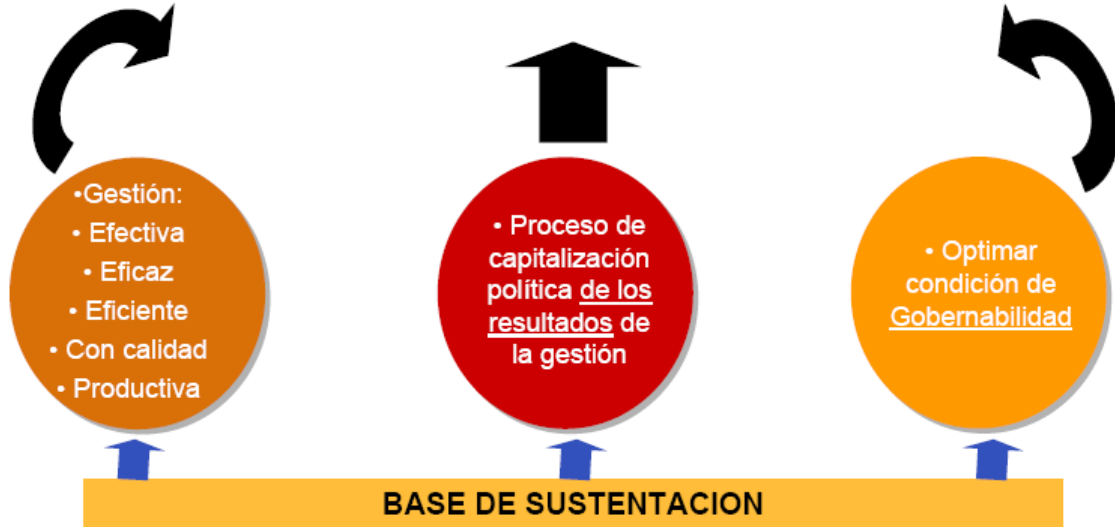 •Gestión:
• Efectiva
• Eficaz
• Eficiente
• Con calidad
• Productiva
• Proceso de
capitalización
política de los
resultados de
la gestión
• Optimar
condición de
Gobernabilidad
BASE DE SUSTENTACION